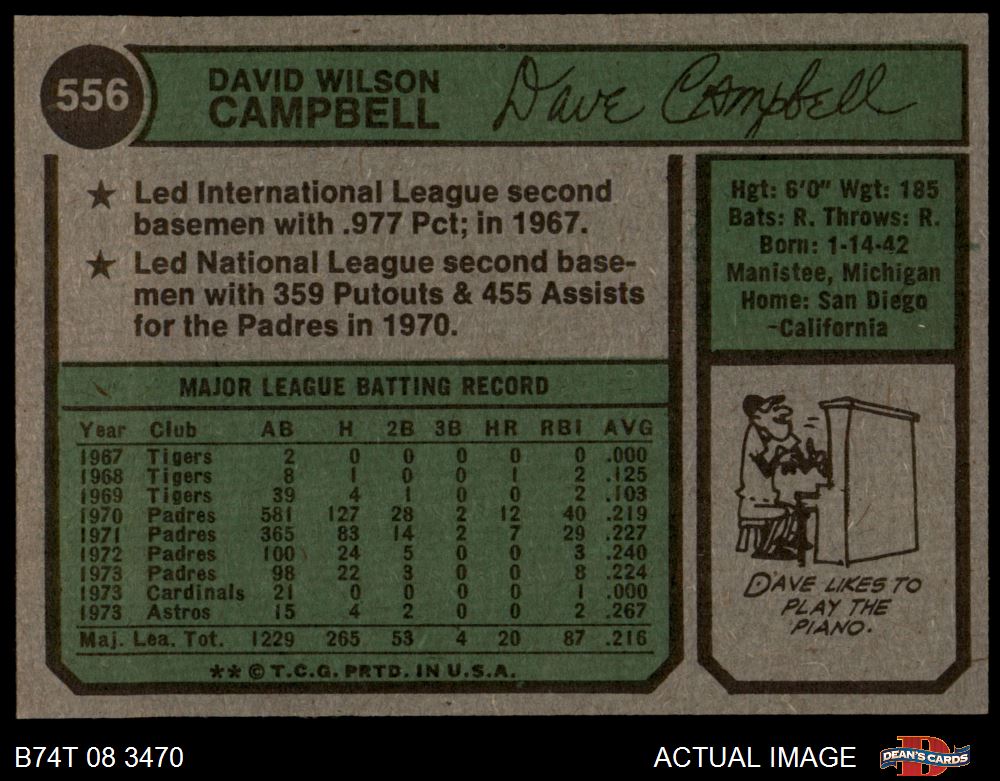 556
DAVID WILSON
CAMPBELL
Dave Campbell
★ Led International League second
basemen with .977 Pct; in 1967.
★ Led National League second base-
men with 359 Putouts & 455 Assists
for the Padres in 1970.
Hgt: 6'0" Wgt: 185
Bats: R. Throws: R.
Born: 1-14-42
Manistee, Michigan
Home: San Diego
-California
MAJOR LEAGUE BATTING RECORD
Year Club AB H 2B 3B HR RBI AVG
1967 Tigers 2 0 0 0 0 0 .000
1968 Tigers 8 1 0 0 1 2 .125
1969 Tigers 39 4 1 0 0 2 .103
1970 Padres 581 127 28 2 12 40 .219
1971 Padres 365 83 14 2 7 29 .227
1972 Padres 100 24 5 0 0 3 .240
1973 Padres 98 22 3 0 0 8 .224
1973 Cardinals 21 0 0 0 0 1 .000
1973 Astros 15 4 2 0 0 2 .267
Maj. Lea. Tot. 1229 265 53 4 20 87 .216
** © T.C.G. PRTD. IN U.S.A.
DAVE LIKES TO
PLAY THE
PIANO.
B74T 08 3470
ACTUAL IMAGE
DEAN'S CARDS